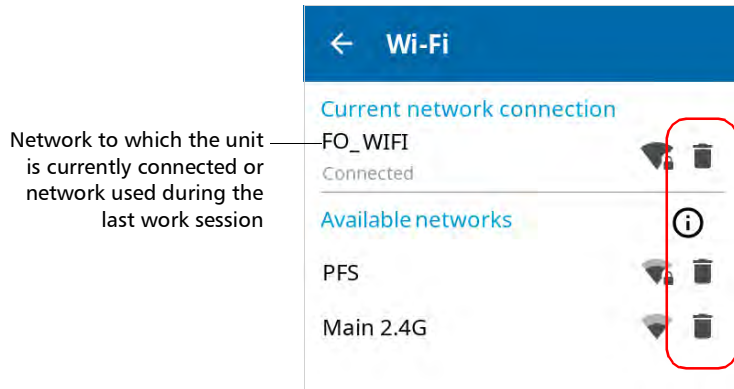 Wi-Fi
Current network connection
Network to which the unit
is currently connected or
network used during the
last work session
FO_WIFI
Connected
Available networks
PFS
Main 2.4G